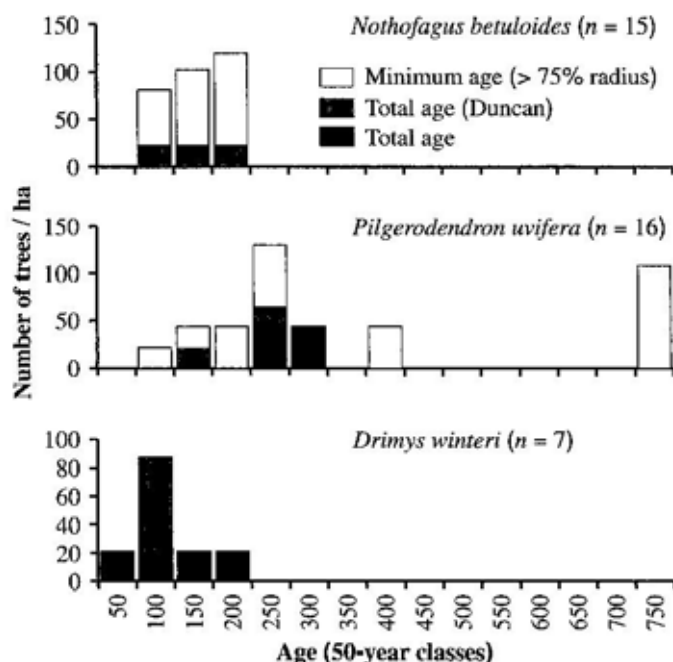 Number of trees / ha
150
100
50
0
Nothofagus betuloides (n = 15)
Minimum age (> 75% radius)
Total age (Duncan)
Total age
150
100
50
0
Pilgerodendron uvifera (n = 16)
100
80
60
40
20
0
Drimys winteri (n = 7)
50 100 150 200 250 300 350 400 450 500 550 600 650 700 750
Age (50-year classes)